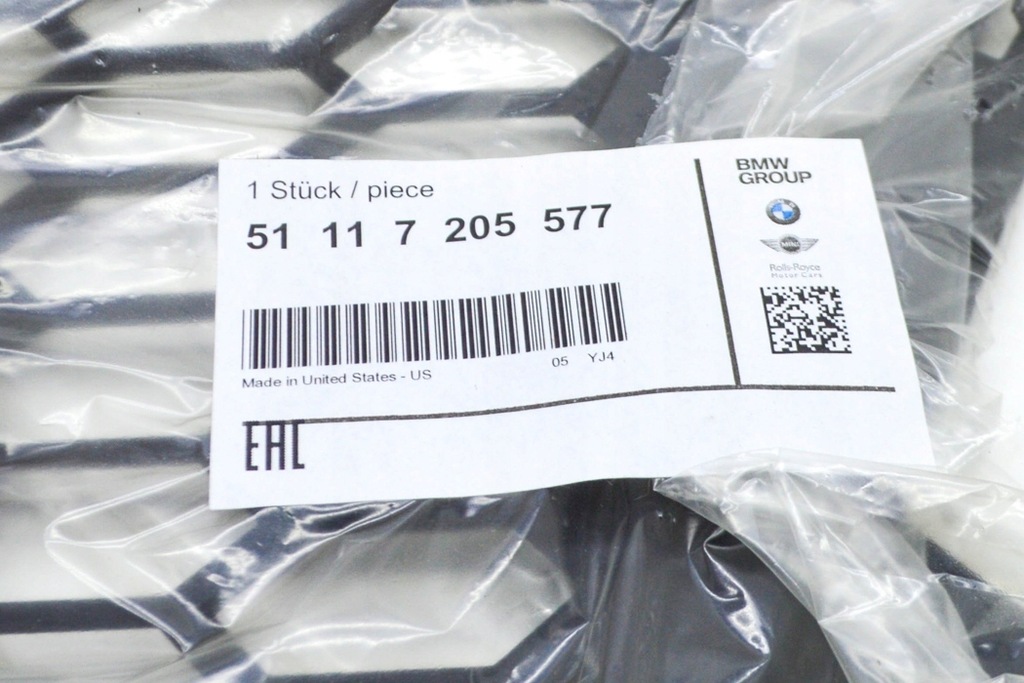 1 Stück / piece
51 11 7 205 577
Made in United States - US
05 YJ4
EAC
BMW
GROUP
MINI
Rolls-Royce
Motor Cars